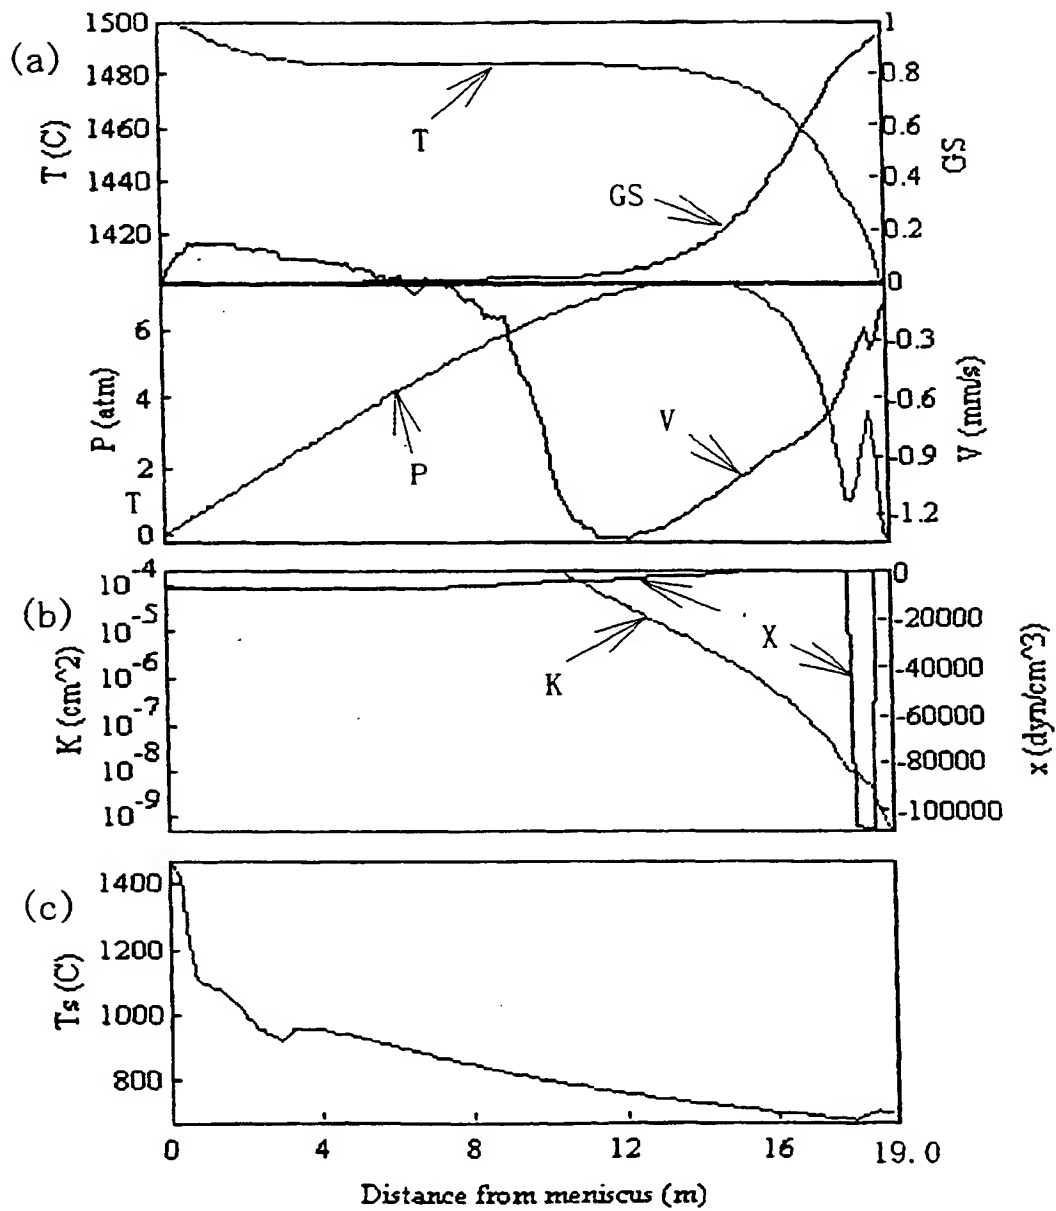 (a)
1500
1480
1460
1440
1420
T (C)
T
GS
1
0.8
0.6
0.4
0.2
0
GS
6
4
2
T
0
P (atm)
P
V
-0.3
-0.6
-0.9
-1.2
V (mm/s)
(b)
10^-4
10^-5
10^-6
10^-7
10^-8
10^-9
K (cm^2)
K
X
0
-20000
-40000
-60000
-80000
-100000
x (dyn/cm^3)
(c)
1400
1200
1000
800
Ts (C)
0 4 8 12 16 19.0
Distance from meniscus (m)